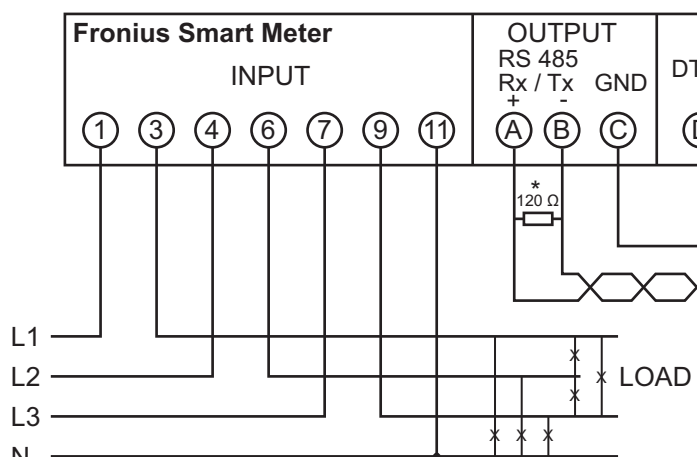 Fronius Smart Meter
INPUT
1 3 4 6 7 9 11
OUTPUT
RS 485
Rx / Tx GND
+ -
A B C
*
120 Ω
L1
L2
L3
N
x x x
x x x
LOAD